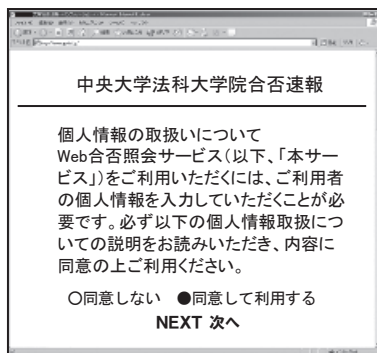 中央大学法科大学院合否速報
個人情報の取扱いについて
Web合否照会サービス(以下、「本サー
ビス」)をご利用いただくには、ご利用者
の個人情報を入力していただくことが必
要です。必ず以下の個人情報取扱につ
いての説明をお読みいただき、内容に
同意の上ご利用ください。
○同意しない ●同意して利用する
NEXT 次へ